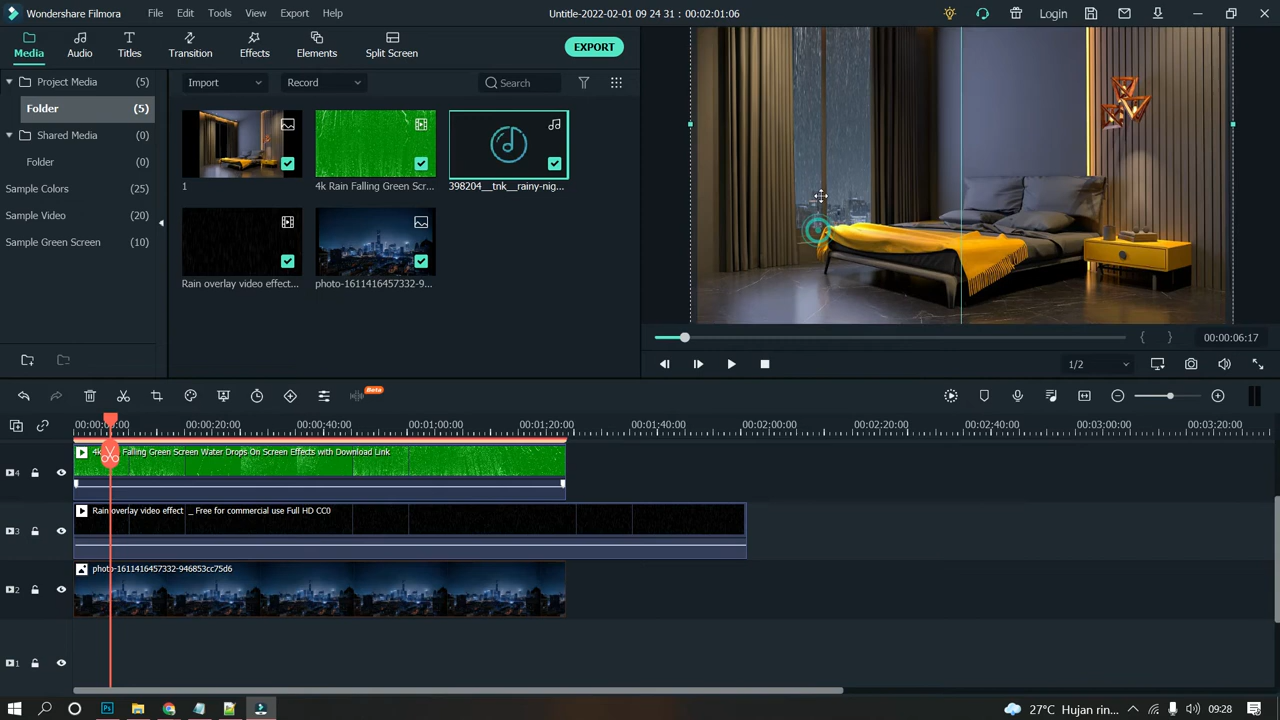 Wondershare Filmora
File
Edit
Tools
View
Export
Help
Untitle-2022-02-01 09 24 31 : 00:02:01:06
Login
Media
Audio
Titles
Transition
Effects
Elements
Split Screen
EXPORT
Project Media (5)
Folder (5)
Shared Media (0)
Folder (0)
Sample Colors (25)
Sample Video (20)
Sample Green Screen (10)
Import
Record
Search
1
4k Rain Falling Green Scr...
398204__tnk__rainy-nig...
Rain overlay video effect...
photo-1611416457332-9...
00:00:06:17
1/2
Beta
00:00:20:00
00:00:40:00
00:01:00:00
00:01:20:00
00:01:40:00
00:02:00:00
00:02:20:00
00:02:40:00
00:03:00:00
00:03:20:00
4
4k Falling Green Screen Water Drops On Screen Effects with Download Link
3
Rain overlay video effect _ Free for commercial use Full HD CC0
2
photo-1611416457332-946853cc75d6
1
27°C Hujan rin...
09:28